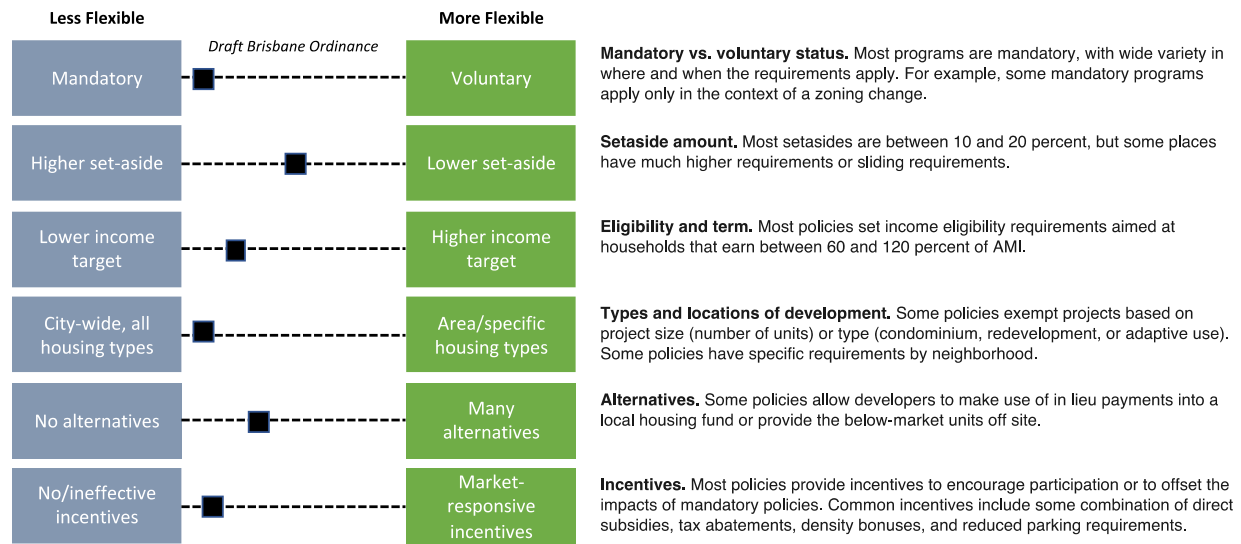 Less Flexible
More Flexible
Draft Brisbane Ordinance
Mandatory
Voluntary
Mandatory vs. voluntary status. Most programs are mandatory, with wide variety in
where and when the requirements apply. For example, some mandatory programs
apply only in the context of a zoning change.
Higher set-aside
Lower set-aside
Setaside amount. Most setasides are between 10 and 20 percent, but some places
have much higher requirements or sliding requirements.
Lower income
target
Higher income
target
Eligibility and term. Most policies set income eligibility requirements aimed at
households that earn between 60 and 120 percent of AMI.
City-wide, all
housing types
Area/specific
housing types
Types and locations of development. Some policies exempt projects based on
project size (number of units) or type (condominium, redevelopment, or adaptive use).
Some policies have specific requirements by neighborhood.
No alternatives
Many
alternatives
Alternatives. Some policies allow developers to make use of in lieu payments into a
local housing fund or provide the below-market units off site.
No/ineffective
incentives
Market-
responsive
incentives
Incentives. Most policies provide incentives to encourage participation or to offset the
impacts of mandatory policies. Common incentives include some combination of direct
subsidies, tax abatements, density bonuses, and reduced parking requirements.